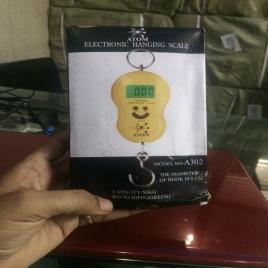 ATOM
ELECTRONIC HANGING SCALE
0.00
ATOM
MODEL NO:A302
THE DIAMETER
OF HOOK IS 5 CM
CAPACITY:50KG
BACKLIGHT:(GREEN)